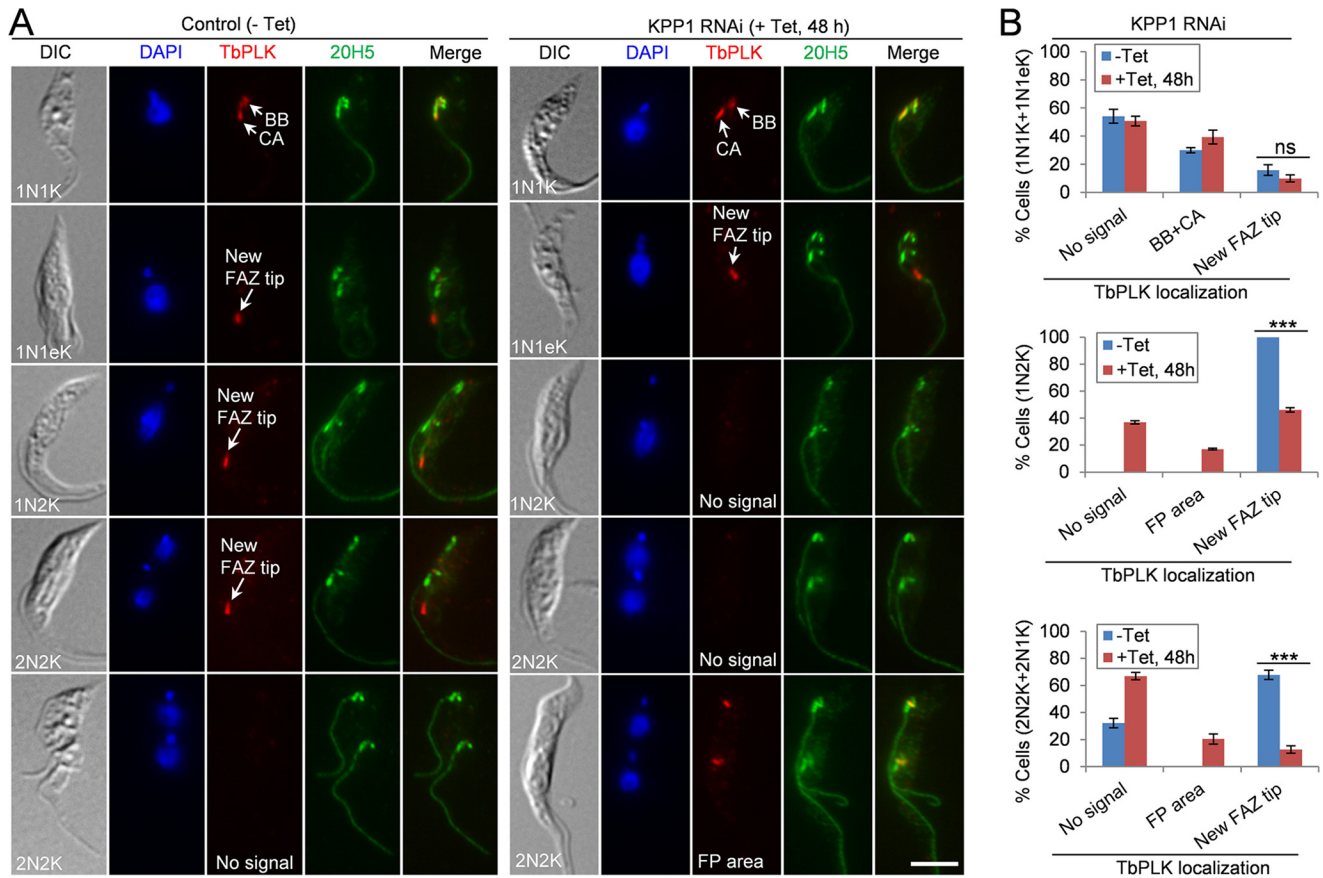 A
Control (- Tet)
KPP1 RNAi (+ Tet, 48 h)
DIC DAPI TbPLK 20H5 Merge
DIC DAPI TbPLK 20H5 Merge
BB
CA
1N1K
BB
CA
1N1K
New
FAZ tip
1N1eK
New
FAZ tip
1N1eK
New
FAZ tip
1N2K
No signal
1N2K
New
FAZ tip
2N2K
No signal
2N2K
No signal
2N2K
FP area
2N2K
B
KPP1 RNAi
% Cells (1N1K+1N1eK)
100
80
60
40
20
0
-Tet
+Tet, 48h
ns
No signal
BB+CA
New FAZ tip
TbPLK localization
% Cells (1N2K)
100
80
60
40
20
0
-Tet
+Tet, 48h
***
No signal
FP area
New FAZ tip
TbPLK localization
% Cells (2N2K+2N1K)
100
80
60
40
20
0
-Tet
+Tet, 48h
***
No signal
FP area
New FAZ tip
TbPLK localization